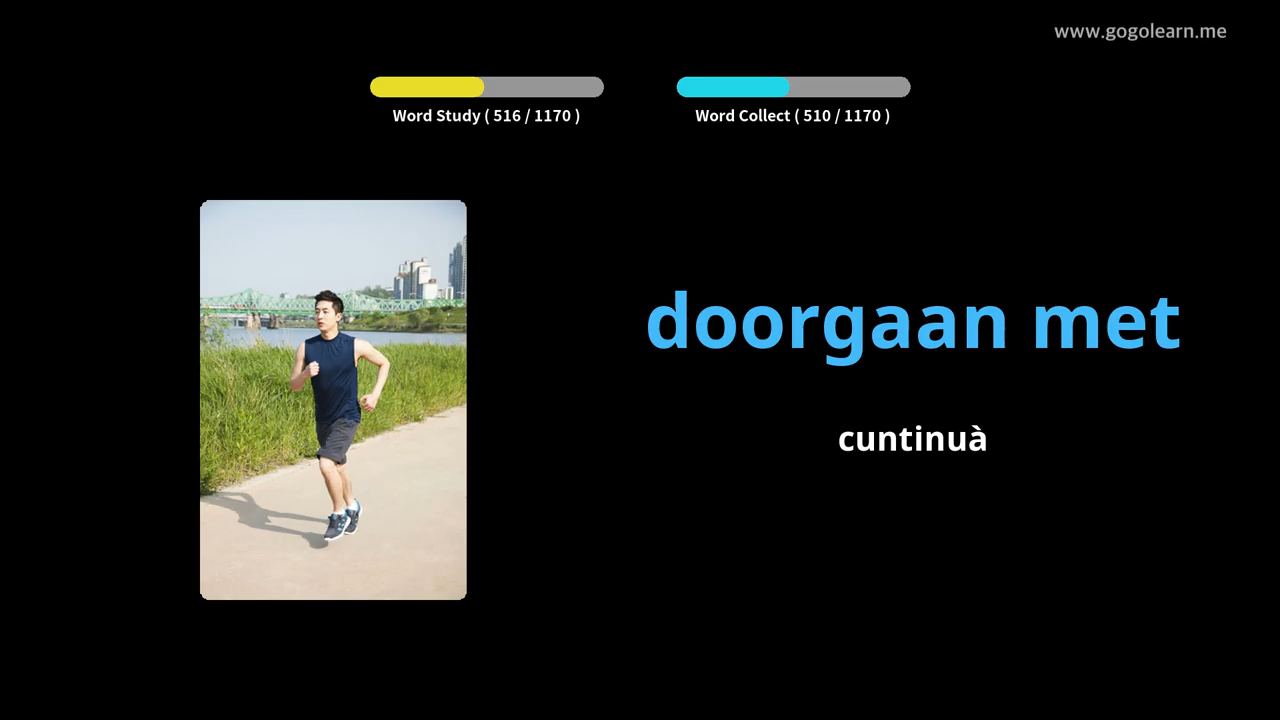 www.gogolearn.me
Word Study ( 516 / 1170 )
Word Collect ( 510 / 1170 )
doorgaan met
cuntinuà